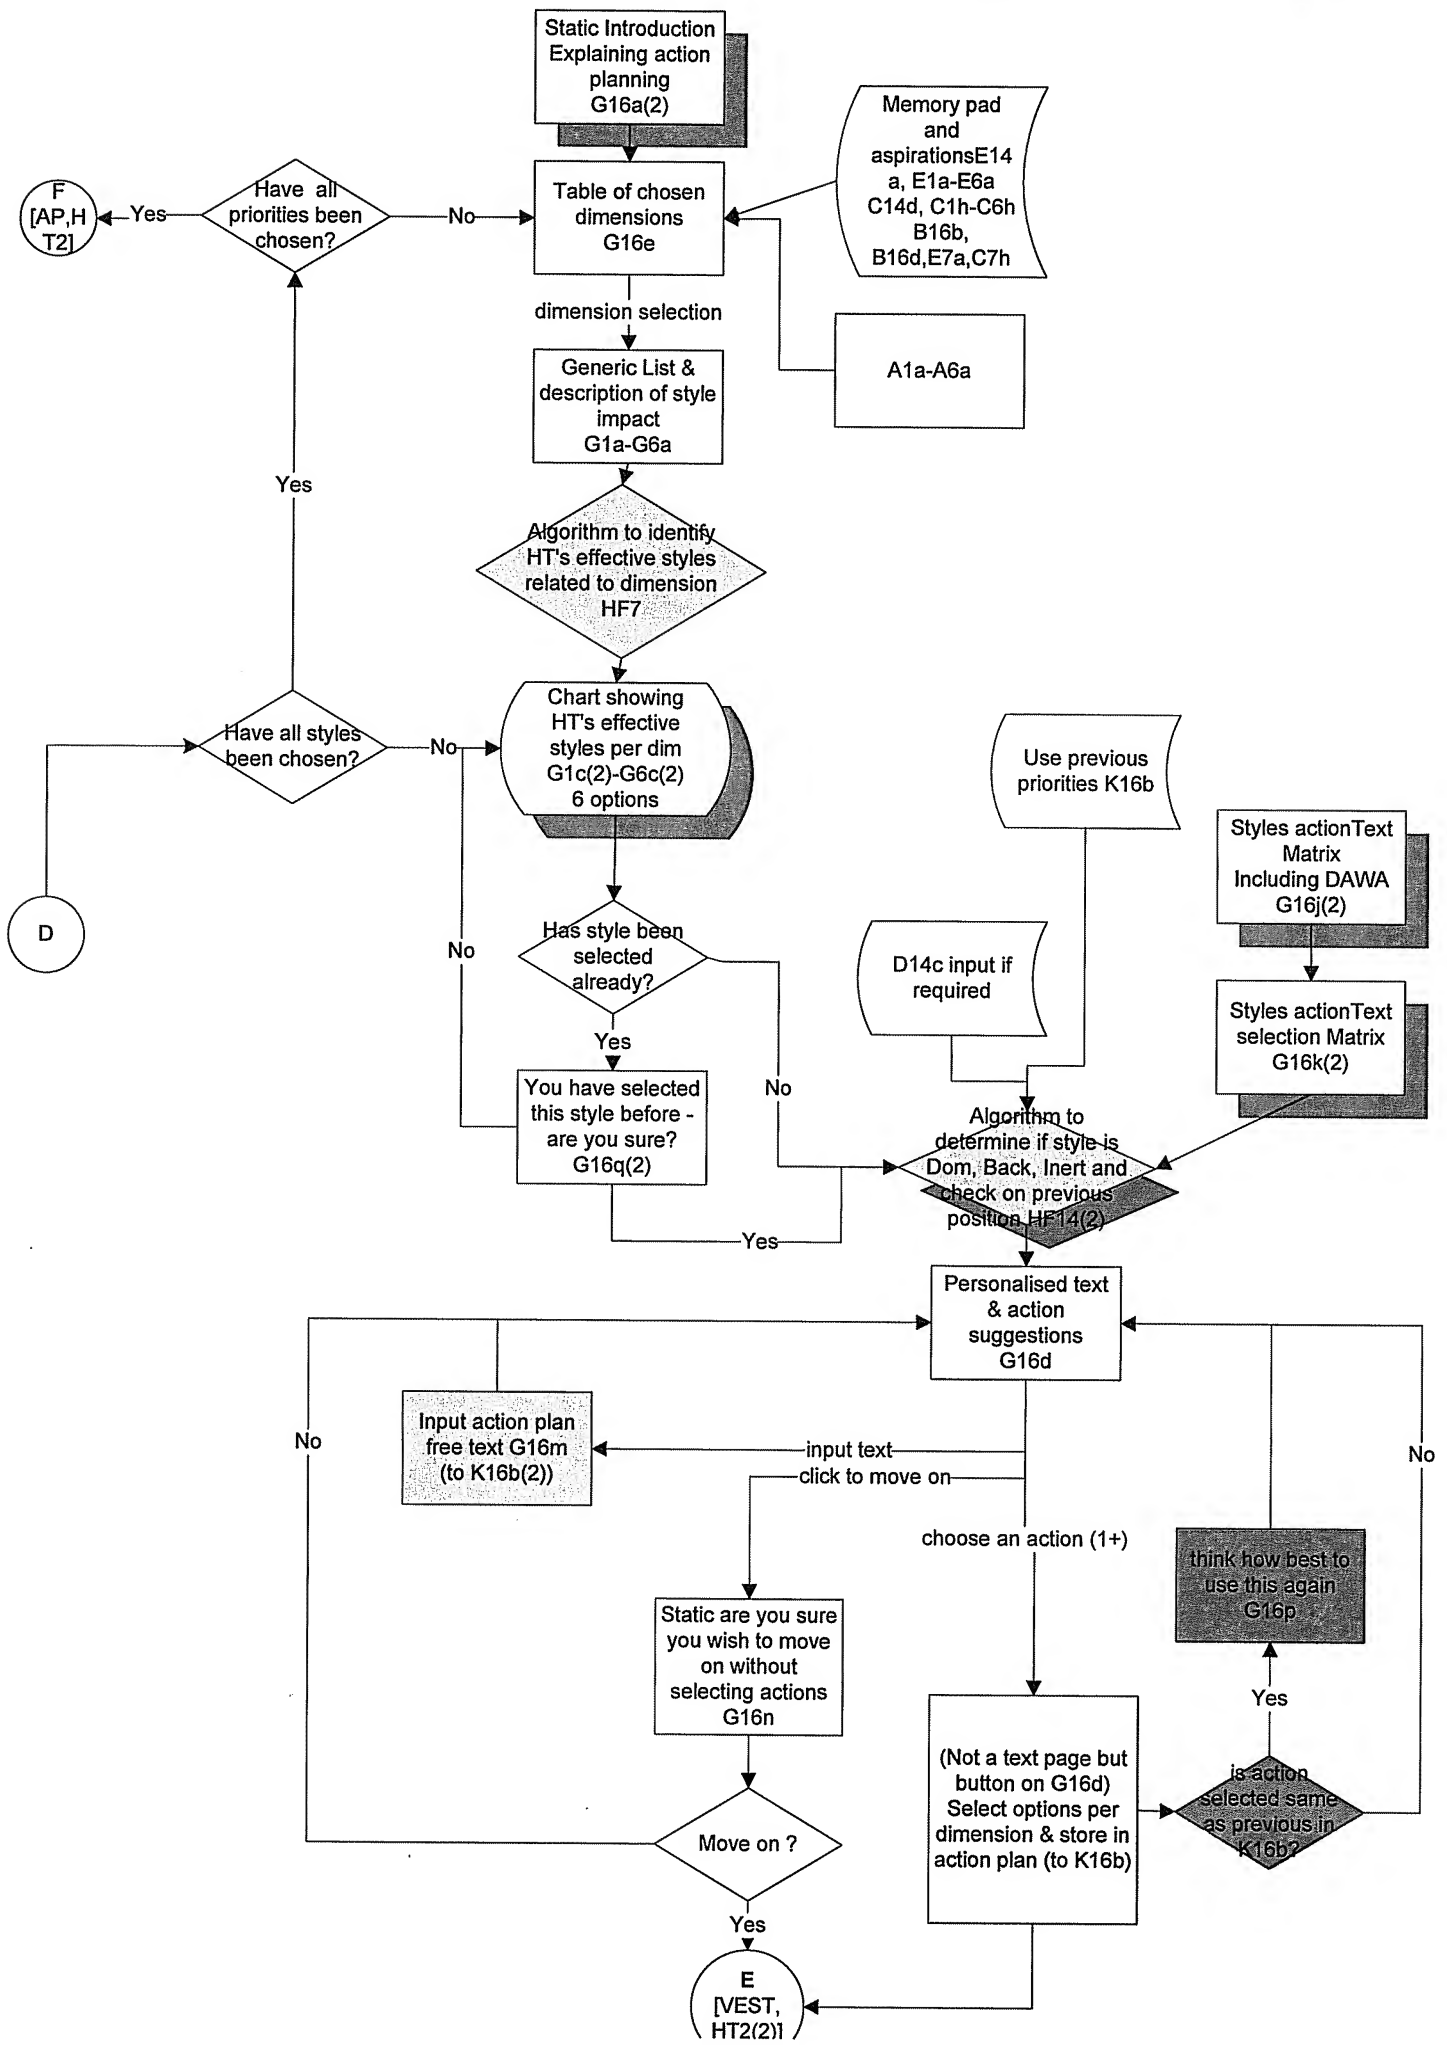 Static Introduction
Explaining action
planning
G16a(2)
Memory pad
and
aspirationsE14
a, E1a-E6a
C14d, C1h-C6h
B16b,
B16d,E7a,C7h
F
[AP,H
T2]
Yes
Have all
priorities been
chosen?
No
Table of chosen
dimensions
G16e
dimension selection
A1a-A6a
Generic List &
description of style
impact
G1a-G6a
Yes
Algorithm to identify
HT's effective styles
related to dimension
HF7
Have all styles
been chosen?
No
Chart showing
HT's effective
styles per dim
G1c(2)-G6c(2)
6 options
Use previous
priorities K16b
Styles actionText
Matrix
Including DAWA
G16j(2)
D
No
Has style been
selected
already?
D14c input if
required
Styles actionText
selection Matrix
G16k(2)
Yes
No
You have selected
this style before -
are you sure?
G16q(2)
Algorithm to
determine if style is
Dom, Back, Inert and
check on previous
position HF14(2)
Yes
Personalised text
& action
suggestions
G16d
No
Input action plan
free text G16m
(to K16b(2))
input text
click to move on
No
choose an action (1+)
think how best to
use this again
G16p
Static are you sure
you wish to move
on without
selecting actions
G16n
Yes
(Not a text page but
button on G16d)
Select options per
dimension & store in
action plan (to K16b)
is action
selected same
as previous in
K16b?
Move on ?
Yes
E
[VEST,
HT2(2)]